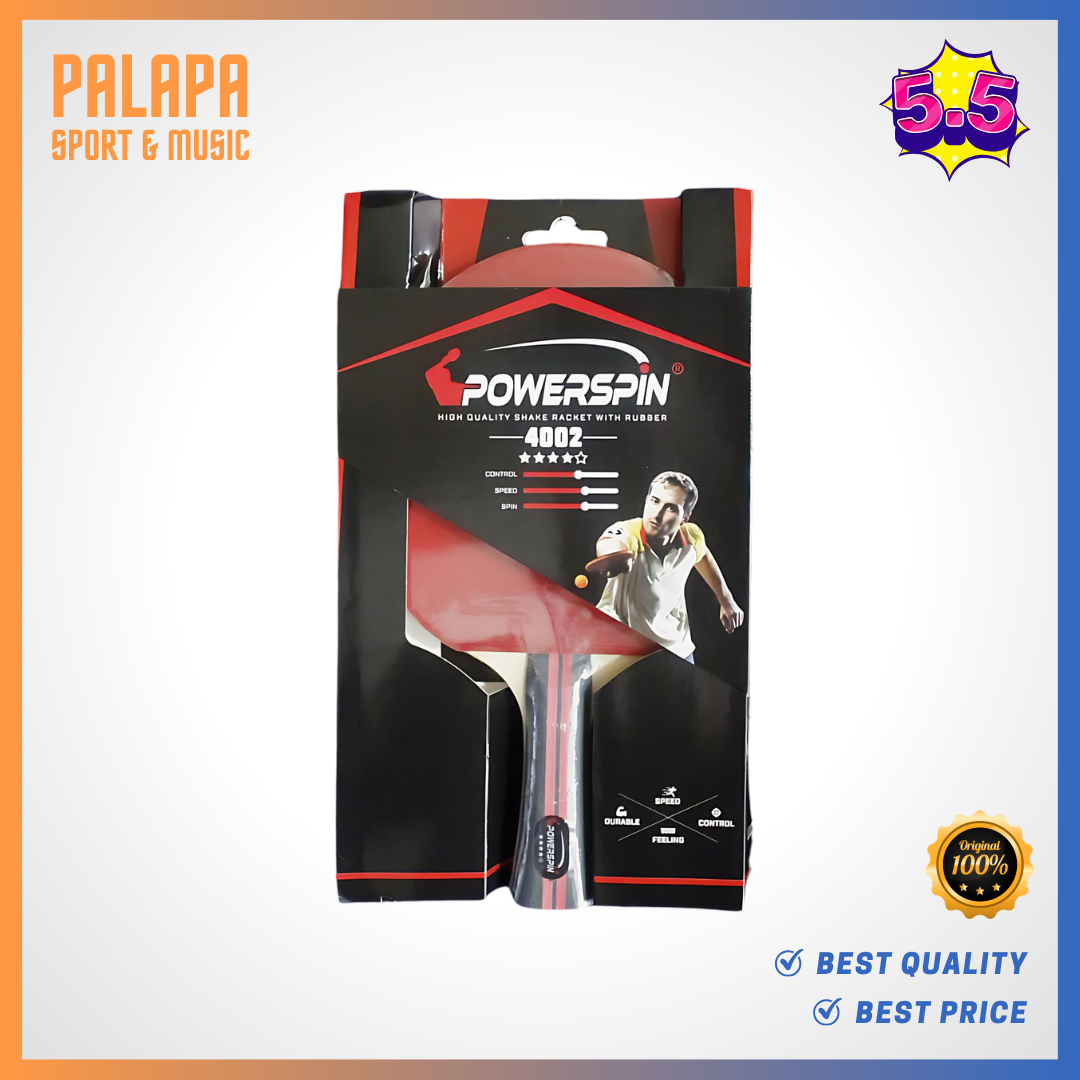 PALAPA
SPORT & MUSIC
5.5
POWERSPIN®
HIGH QUALITY SHAKE RACKET WITH RUBBER
4002
CONTROL
SPEED
SPIN
SPEED
DURABLE
CONTROL
FEELING
POWERSPIN
Original
100%
BEST QUALITY
BEST PRICE